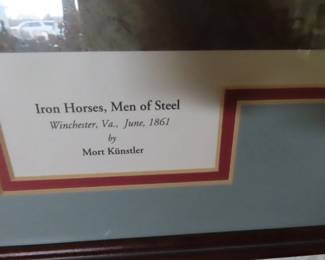 Iron Horses, Men of Steel
Winchester, Va., June, 1861
by
Mort Künstler